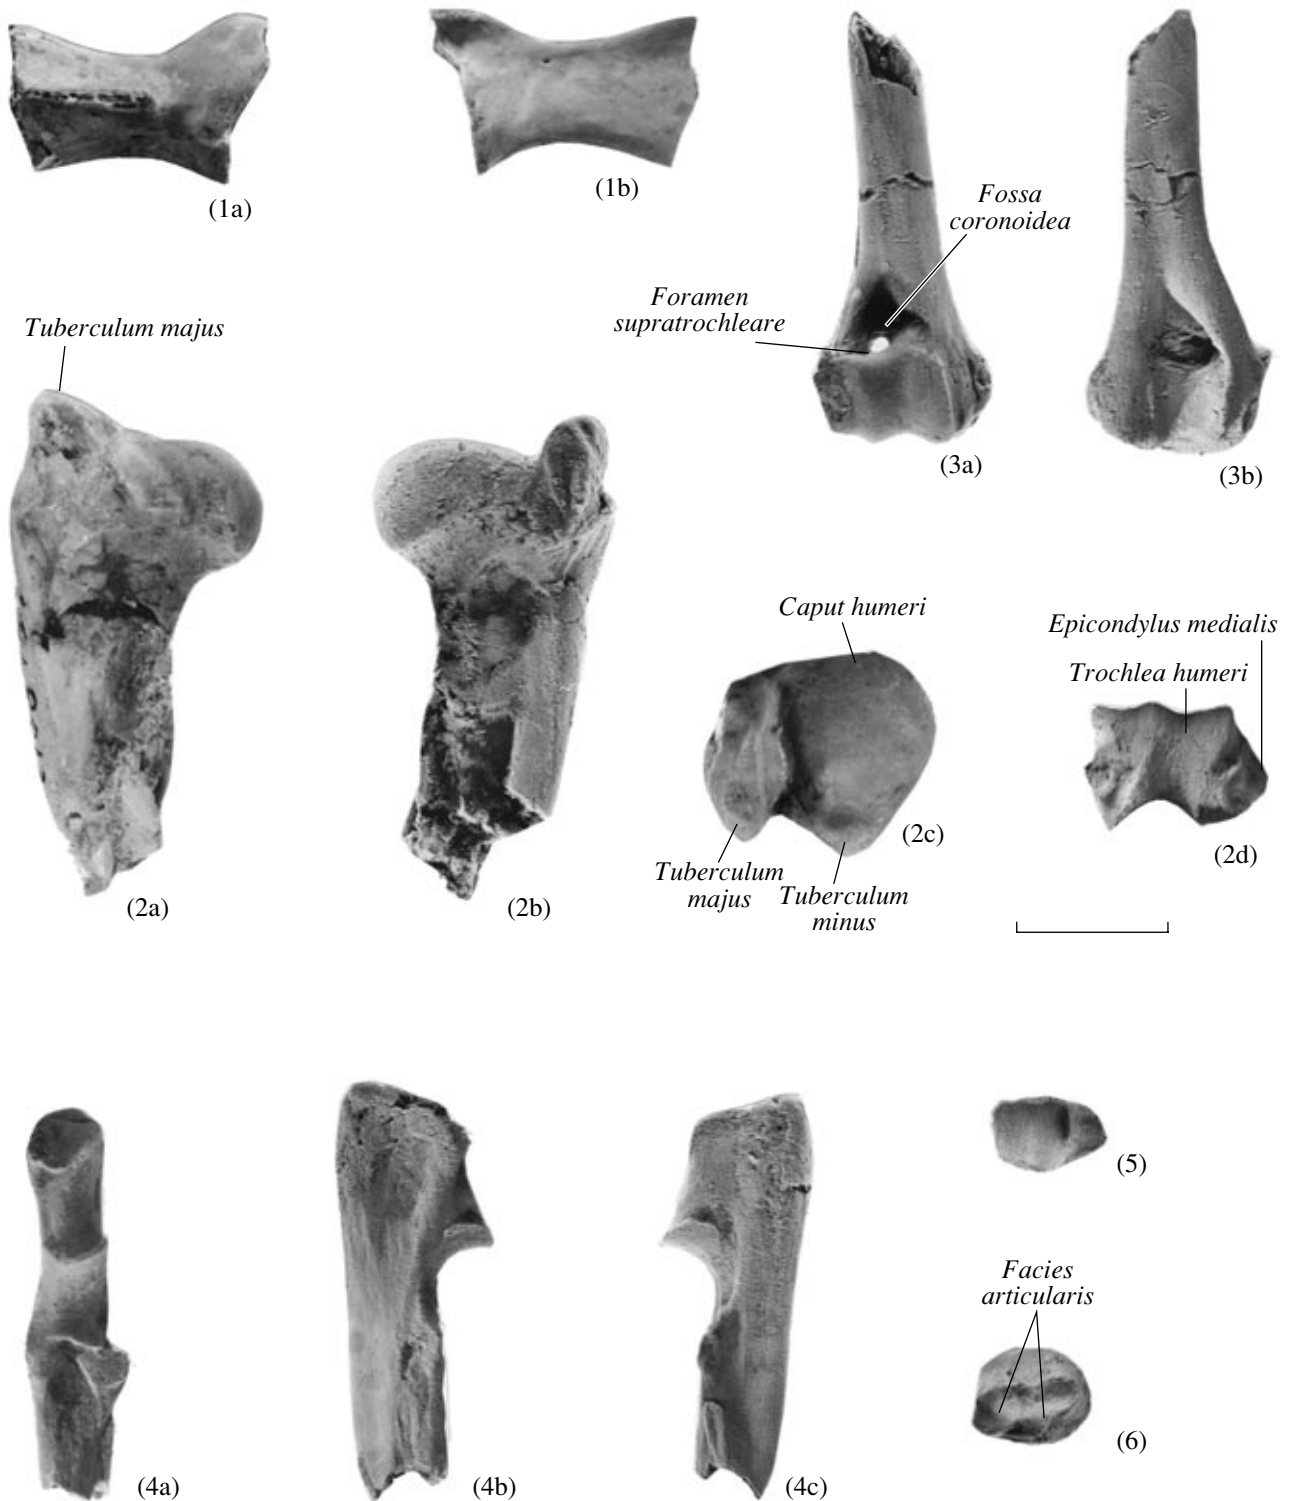 (1a)
(1b)
Fossa
coronoidea
Foramen
supratrochleare
Tuberculum majus
(3a)
(3b)
Caput humeri
Epicondylus medialis
Trochlea humeri
(2c)
(2d)
Tuberculum
majus
Tuberculum
minus
(2a)
(2b)
(5)
Facies
articularis
(6)
(4a)
(4b)
(4c)